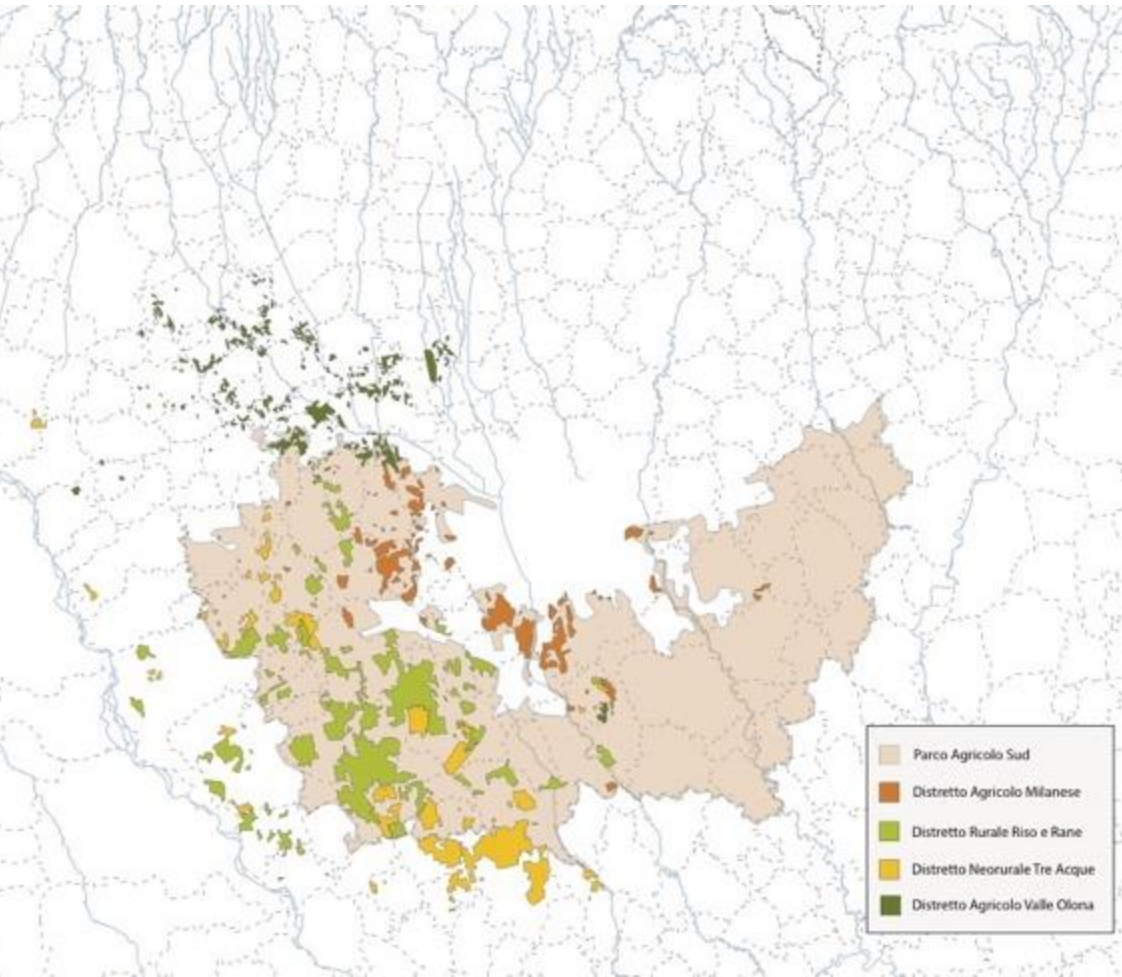 Parco Agricolo Sud
Distretto Agricolo Milanese
Distretto Rurale Riso e Rane
Distretto Neorurale Tre Acque
Distretto Agricolo Valle Olona